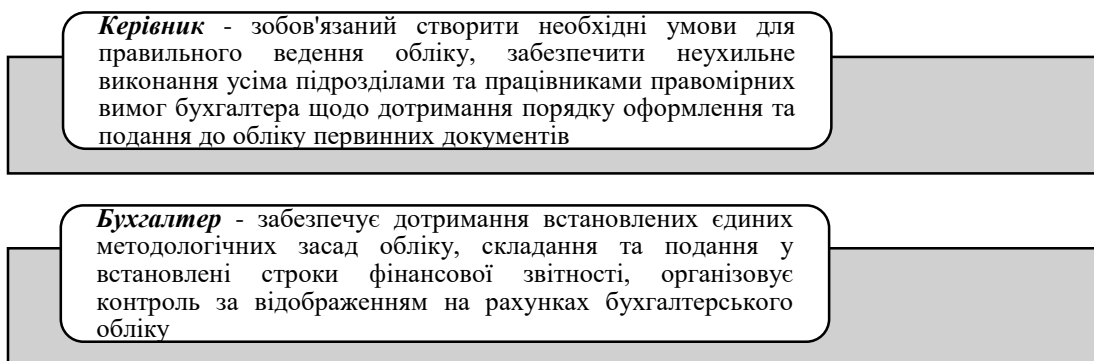 Керівник - зобов'язаний створити необхідні умови для
правильного ведення обліку, забезпечити неухильне
виконання усіма підрозділами та працівниками правомірних
вимог бухгалтера щодо дотримання порядку оформлення та
подання до обліку первинних документів
Бухгалтер - забезпечує дотримання встановлених єдиних
методологічних засад обліку, складання та подання у
встановлені строки фінансової звітності, організовує
контроль за відображенням на рахунках бухгалтерського
обліку